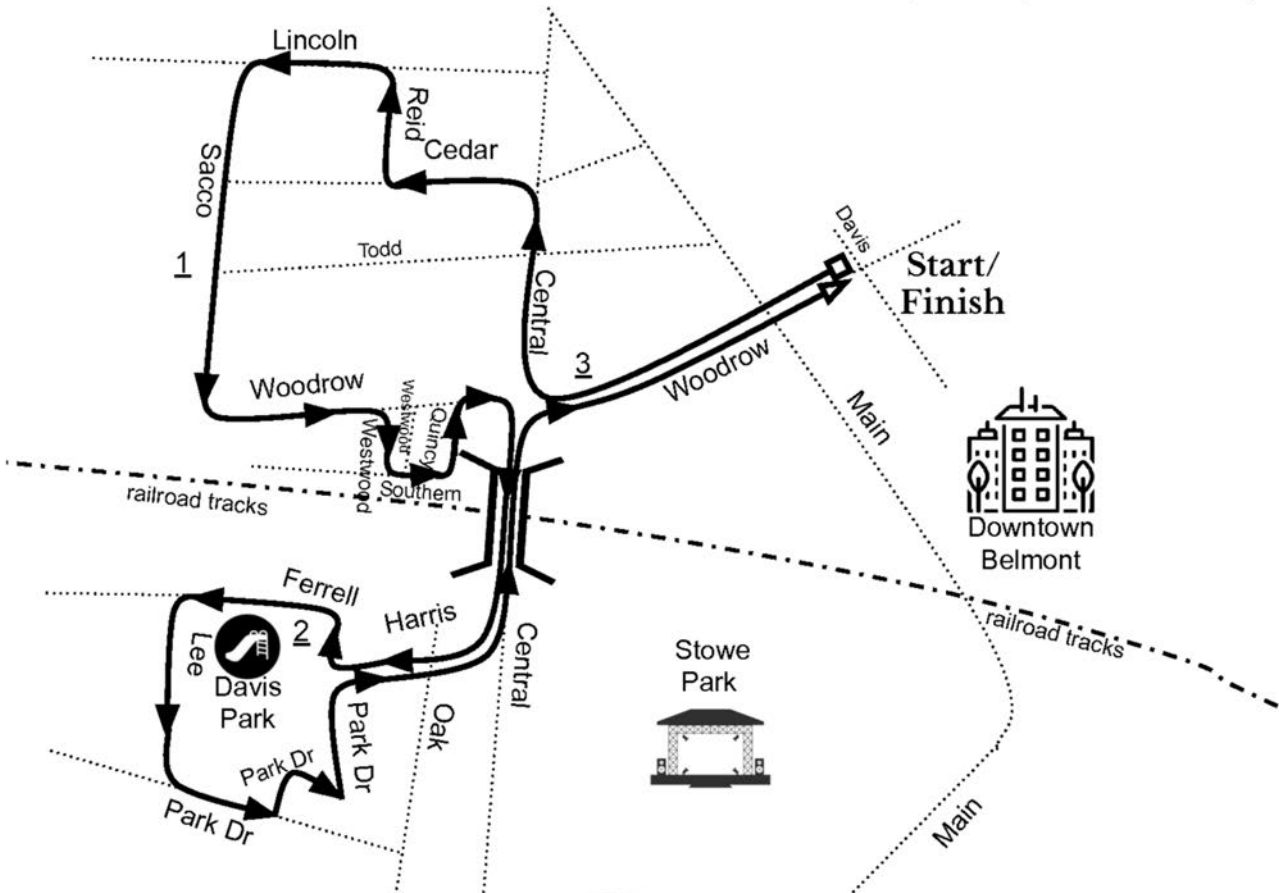 Lincoln
Reid
Cedar
Sacco
Davis
Todd
1
Start/
Finish
Central
3
Woodrow
Woodrow
Main
Westwood
Quincy
Westwood
Southern
railroad tracks
Downtown
Belmont
Ferrell
Harris
railroad tracks
2
Lee
Central
Stowe
Park
Davis
Park
Park Dr
Oak
Park Dr
Park Dr
Main